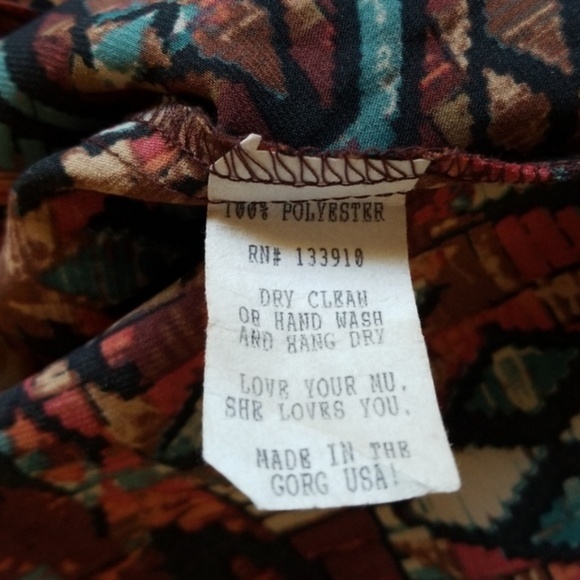 100% POLYESTER
RN# 133910
DRY CLEAN
OR HAND WASH
AND HANG DRY
LOVE YOUR MU.
SHE LOVES YOU.
MADE IN THE
GORG USA!